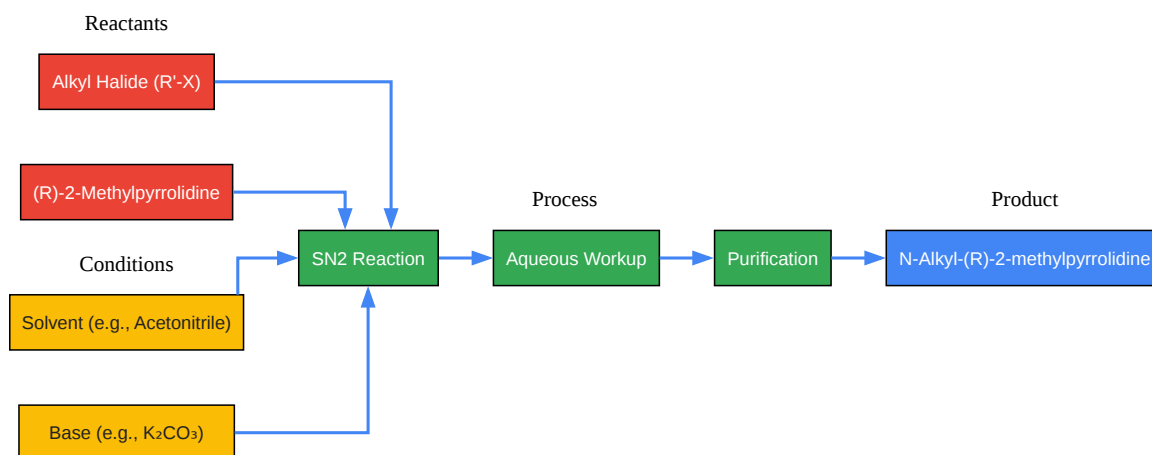 Reactants
Alkyl Halide (R'-X)
(R)-2-Methylpyrrolidine
Conditions
Solvent (e.g., Acetonitrile)
Base (e.g., K₂CO₃)
Process
SN2 Reaction
Aqueous Workup
Purification
Product
N-Alkyl-(R)-2-methylpyrrolidine